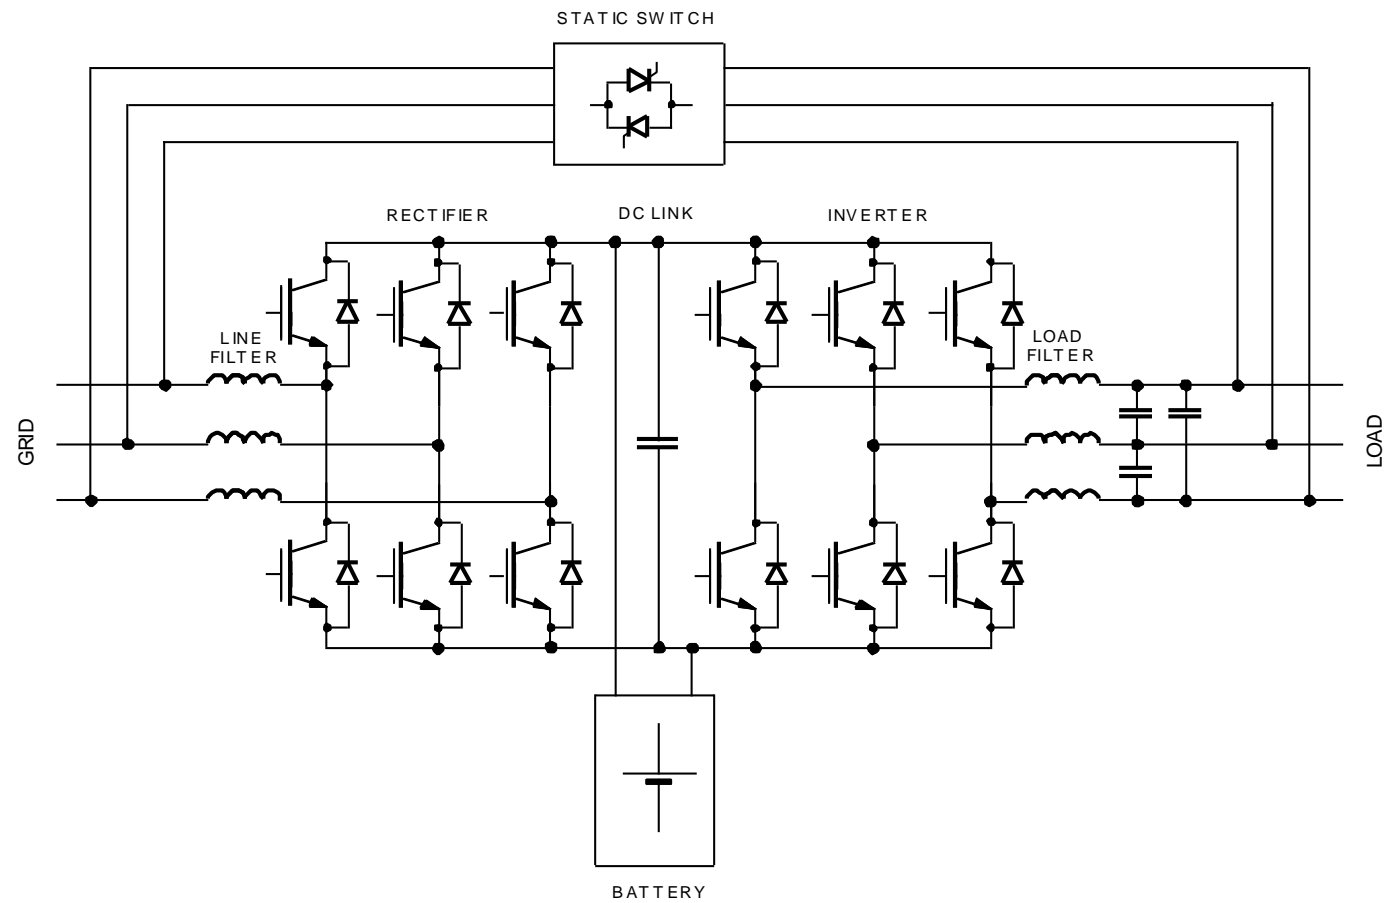 STATIC SWITCH
RECTIFIER
DC LINK
INVERTER
LINE
FILTER
LOAD
FILTER
GRID
LOAD
BATTERY